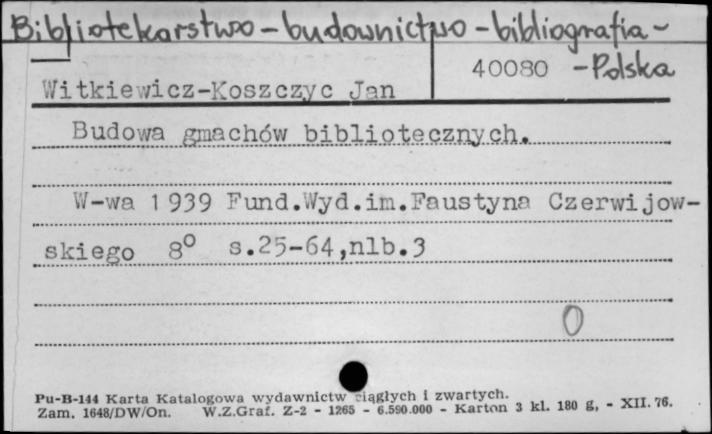 Bibliotekarstwo-budownictwo-bibliografia-
40080 -Polska
Witkiewicz-Koszczyc Jan
Budowa gmachów bibliotecznych.
W-wa 1939 Fund.Wyd.im.Faustyna Czerwijow-
skiego 8° s.25-64,nlb.3
0
Pu-B-144 Karta Katalogowa wydawnictw ciągłych i zwartych.
Zam. 1648/DW/On. W.Z.Graf. Z-2 - 1265 - 6.590.000 - Karton 3 kl. 180 g, - XII. 76.